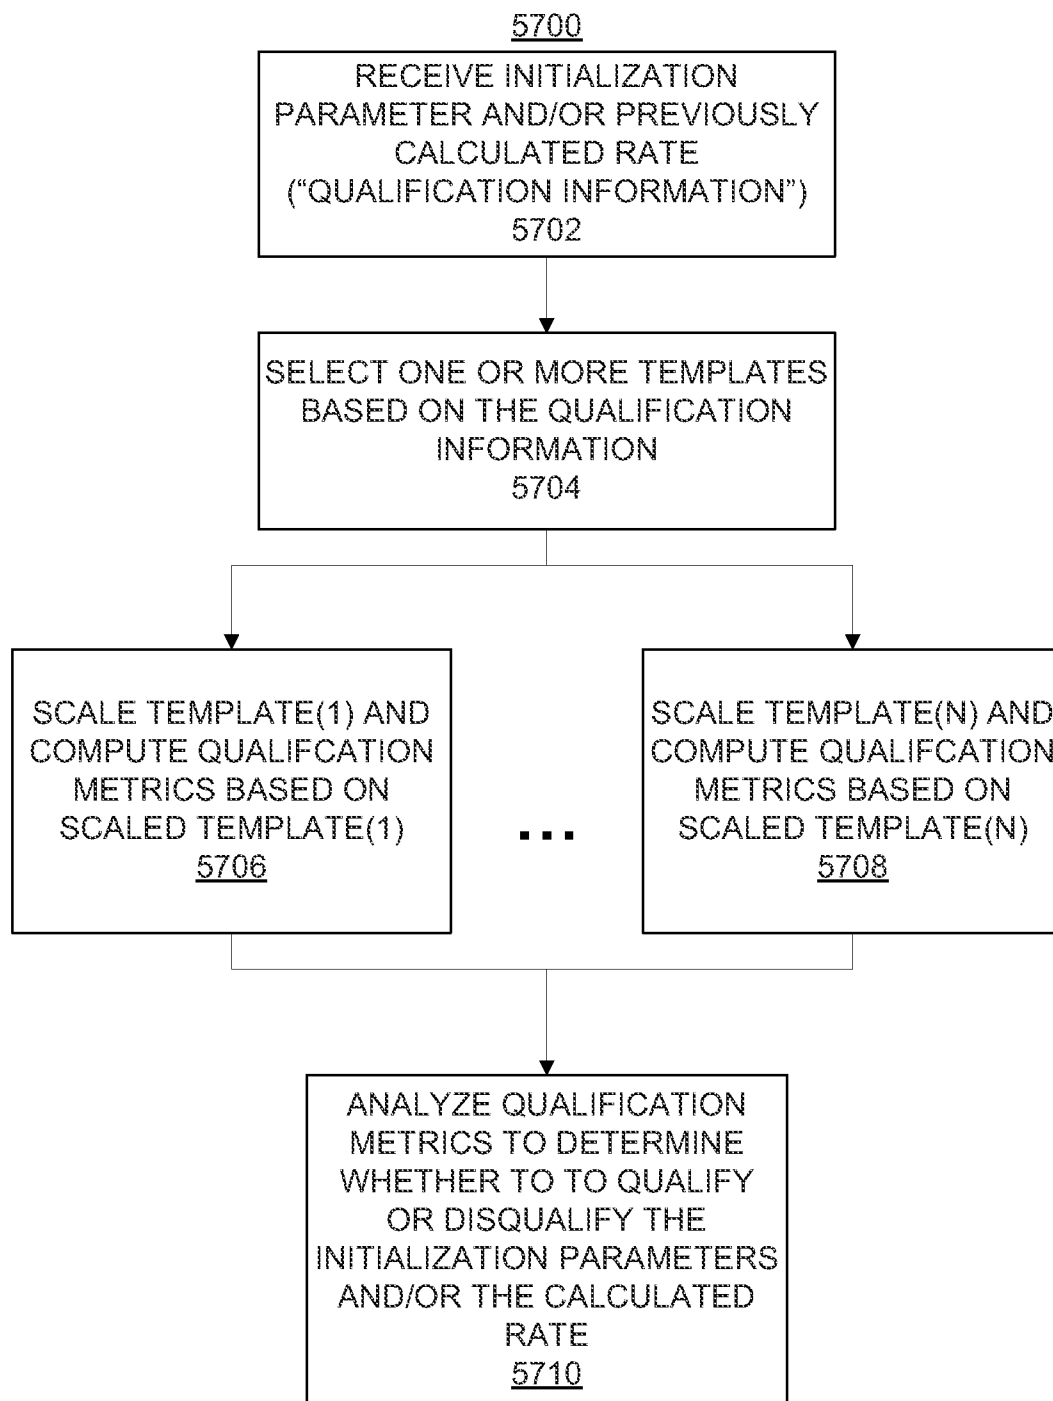 5700
RECEIVE INITIALIZATION
PARAMETER AND/OR PREVIOUSLY
CALCULATED RATE
(“QUALIFICATION INFORMATION”)
5702
SELECT ONE OR MORE TEMPLATES
BASED ON THE QUALIFICATION
INFORMATION
5704
SCALE TEMPLATE(1) AND
COMPUTE QUALIFCATION
METRICS BASED ON
SCALED TEMPLATE(1)
5706
...
SCALE TEMPLATE(N) AND
COMPUTE QUALIFCATION
METRICS BASED ON
SCALED TEMPLATE(N)
5708
ANALYZE QUALIFICATION
METRICS TO DETERMINE
WHETHER TO TO QUALIFY
OR DISQUALIFY THE
INITIALIZATION PARAMETERS
AND/OR THE CALCULATED
RATE
5710